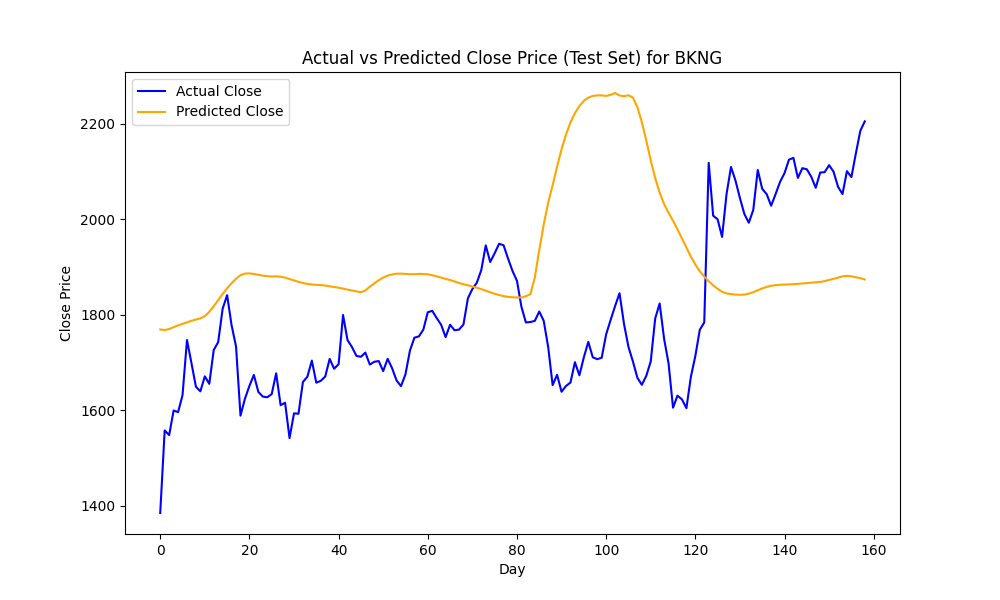 Actual vs Predicted Close Price (Test Set) for BKNG
Actual Close
Predicted Close
Close Price
2200
2000
1800
1600
1400
0 20 40 60 80 100 120 140 160
Day